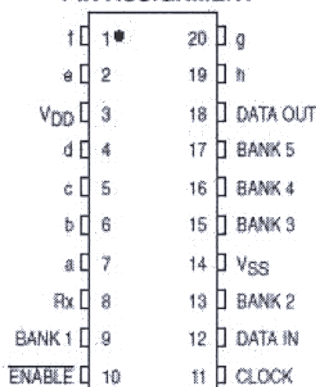 f 1 20 g
e 2 19 h
VDD 3 18 DATA OUT
d 4 17 BANK 5
c 5 16 BANK 4
b 6 15 BANK 3
a 7 14 VSS
Rx 8 13 BANK 2
BANK 1 9 12 DATA IN
ENABLE 10 11 CLOCK